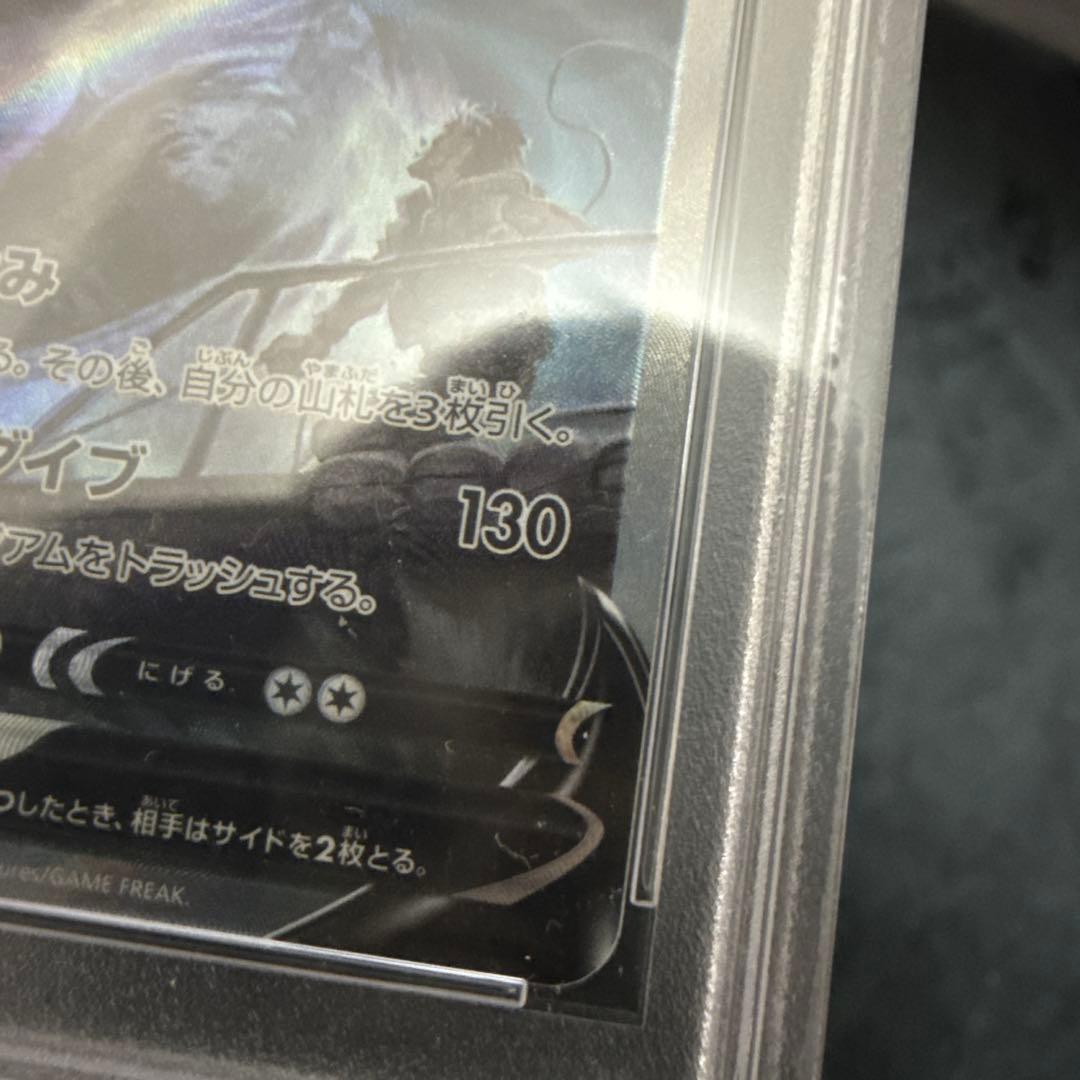 み
る。その後、自分の山札を3枚引く。
ダイブ 130
アムをトラッシュする。
にげる
したとき、相手はサイドを2枚とる。
ures/GAME FREAK.